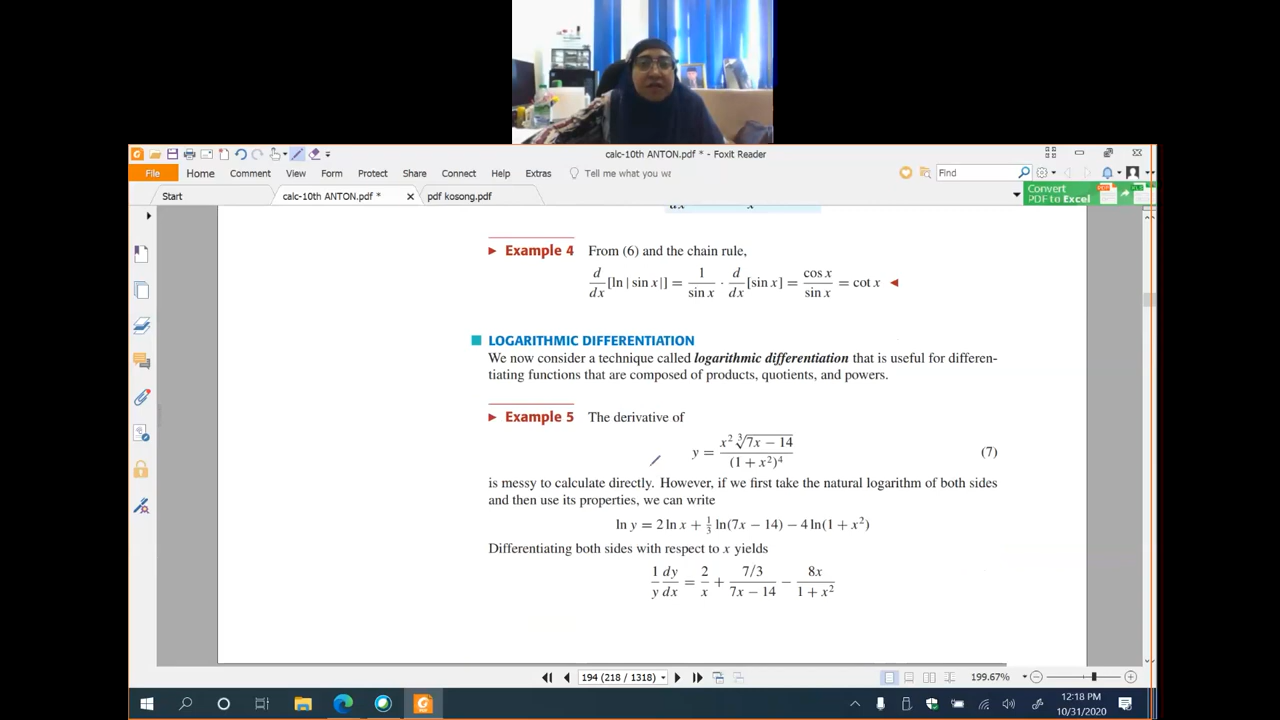 calc-10th ANTON.pdf * - Foxit Reader
File Home Comment View Form Protect Share Connect Help Extras Tell me what you wa Find
Start calc-10th ANTON.pdf * pdf kosong.pdf
Convert
PDF to Excel
dx x
Example 4 From (6) and the chain rule,
d/dx [ln | sin x|] = 1/sin x · d/dx [sin x] = cos x/sin x = cot x
LOGARITHMIC DIFFERENTIATION
We now consider a technique called logarithmic differentiation that is useful for differen-
tiating functions that are composed of products, quotients, and powers.
Example 5 The derivative of
y = x² ∛(7x − 14) / (1 + x²)⁴ (7)
is messy to calculate directly. However, if we first take the natural logarithm of both sides
and then use its properties, we can write
ln y = 2 ln x + 1/3 ln(7x − 14) − 4 ln(1 + x²)
Differentiating both sides with respect to x yields
1/y dy/dx = 2/x + 7/3/(7x − 14) − 8x/(1 + x²)
194 (218 / 1318) 199.67%
12:18 PM
10/31/2020